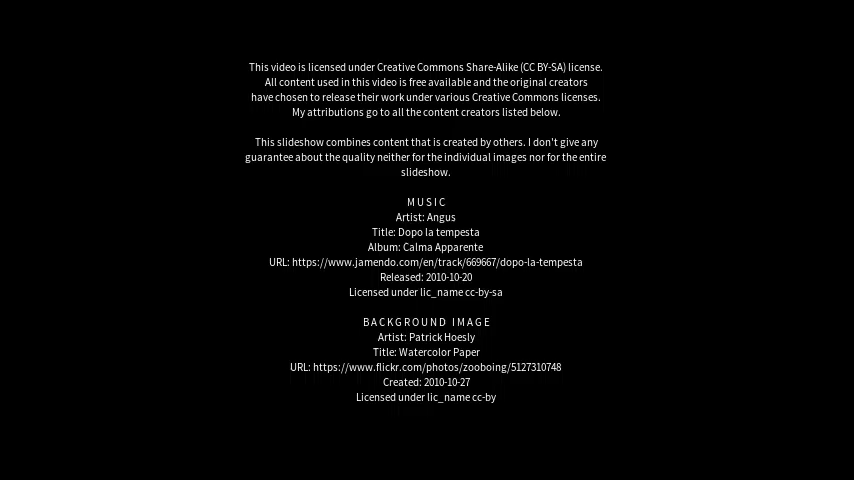 This video is licensed under Creative Commons Share-Alike (CC BY-SA) license.
All content used in this video is free available and the original creators
have chosen to release their work under various Creative Commons licenses.
My attributions go to all the content creators listed below.
This slideshow combines content that is created by others. I don't give any
guarantee about the quality neither for the individual images nor for the entire
slideshow.
MUSIC
Artist: Angus
Title: Dopo la tempesta
Album: Calma Apparente
URL: https://www.jamendo.com/en/track/669667/dopo-la-tempesta
Released: 2010-10-20
Licensed under lic_name cc-by-sa
BACKGROUND IMAGE
Artist: Patrick Hoesly
Title: Watercolor Paper
URL: https://www.flickr.com/photos/zooboing/5127310748
Created: 2010-10-27
Licensed under lic_name cc-by